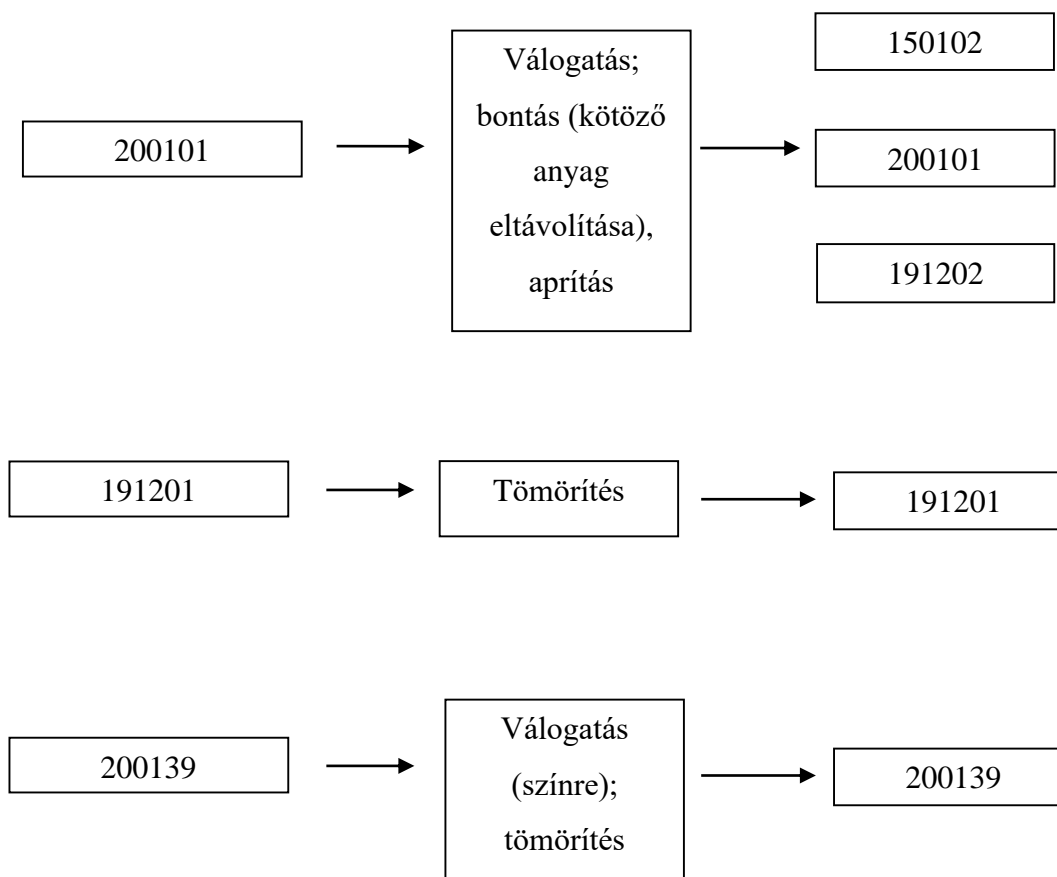 200101
Válogatás;
bontás (kötöző
anyag
eltávolítása),
aprítás
150102
200101
191202
191201
Tömörítés
191201
200139
Válogatás
(színre);
tömörítés
200139